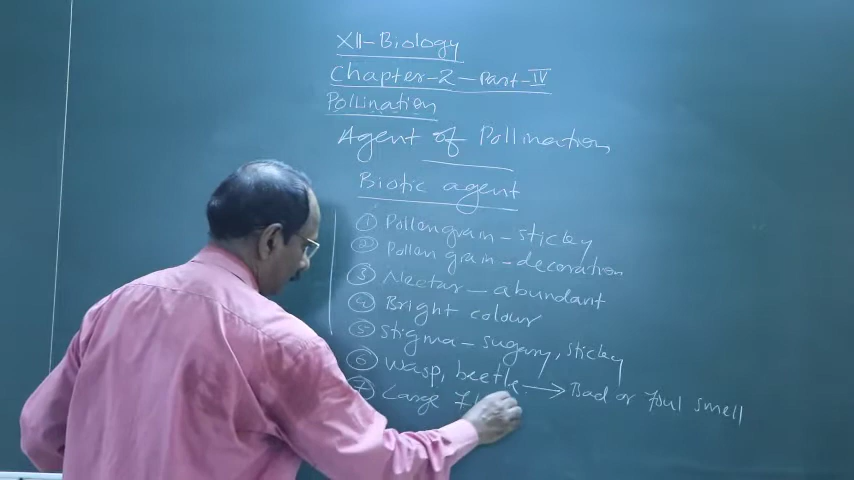 XII-Biology
Chapter-2-Part-IV
Pollination
Agent of Pollination
Biotic agent
① Pollengrain - sticky
② Pollen grain - decoration
③ Nectar - abundant
④ Bright colour
⑤ Stigma - sugary, sticky
⑥ Wasp, beetle → Bad or foul smell
⑦ Large